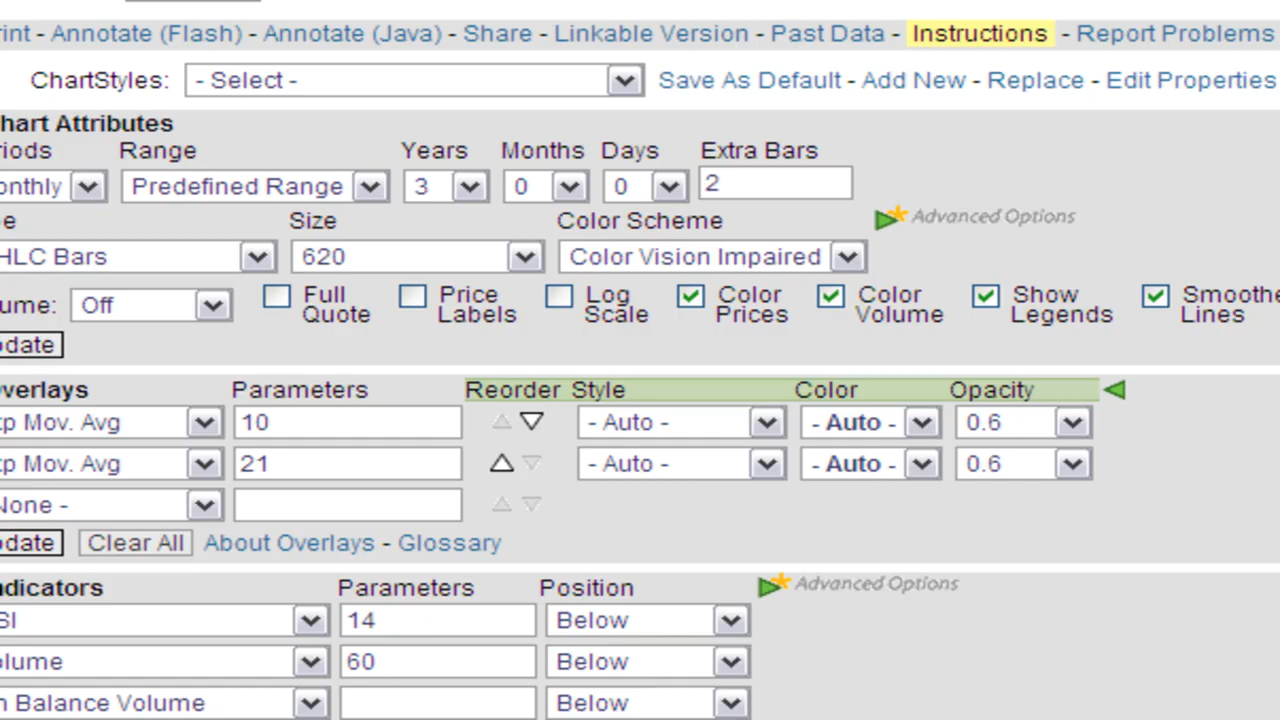 rint - Annotate (Flash) - Annotate (Java) - Share - Linkable Version - Past Data - Instructions - Report Problems
ChartStyles: - Select - Save As Default - Add New - Replace - Edit Properties
hart Attributes
riods Range Years Months Days Extra Bars
onthly Predefined Range 3 0 0 2
e Size Color Scheme Advanced Options
HLC Bars 620 Color Vision Impaired
ume: Off Full Quote Price Labels Log Scale Color Prices Color Volume Show Legends Smoothe Lines
date
verlays Parameters Reorder Style Color Opacity
p Mov. Avg 10 - Auto - - Auto - 0.6
p Mov. Avg 21 - Auto - - Auto - 0.6
None -
date Clear All About Overlays - Glossary
ndicators Parameters Position Advanced Options
SI 14 Below
olume 60 Below
n Balance Volume Below